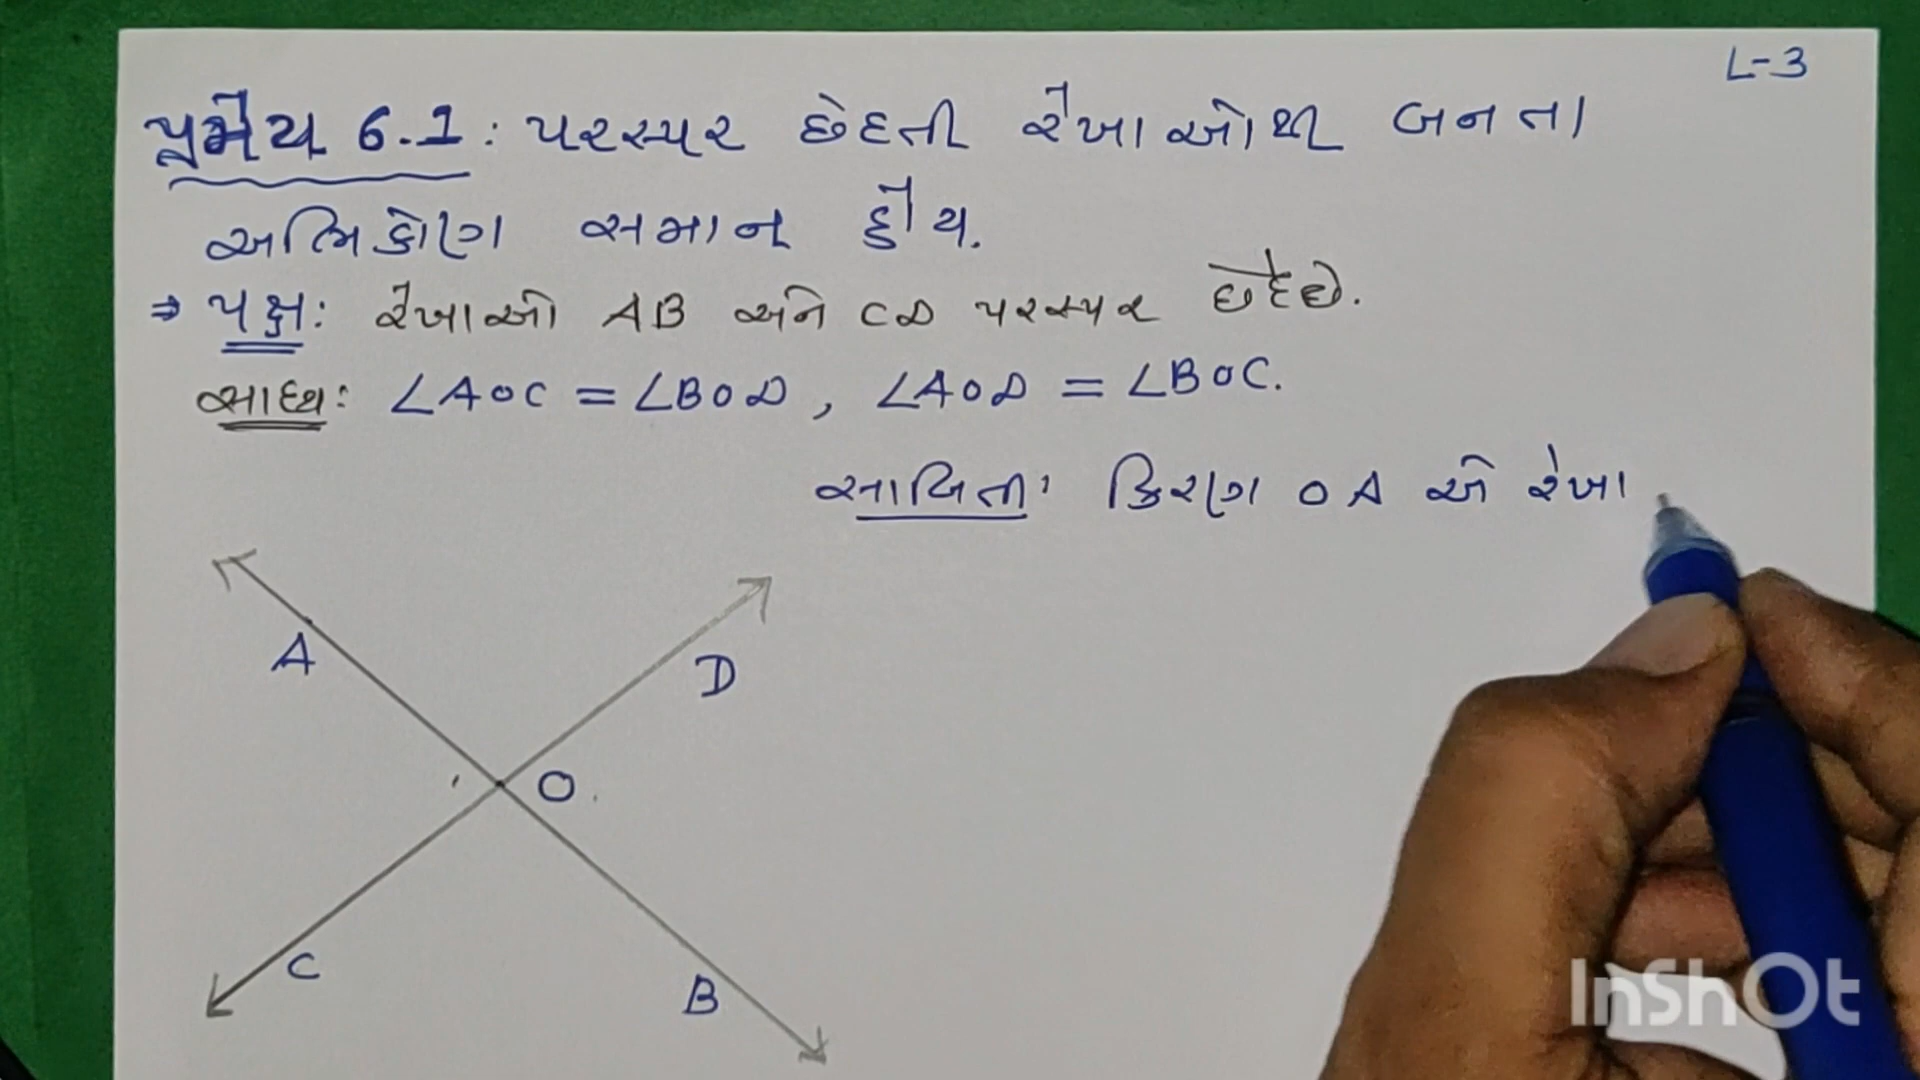 L-3
પ્રમેય 6.1 : પરસ્પર છેદતી રેખાઓથી બનતા
અભિકોણ સમાન હોય.
⇒ પક્ષ : રેખાઓ AB અને CD પરસ્પર છેદે છે.
સાધ્ય : ∠AOC = ∠BOD , ∠AOD = ∠BOC.
સાબિતી : કિરણ OA એ રેખા
A
D
O
C
B
InShOt